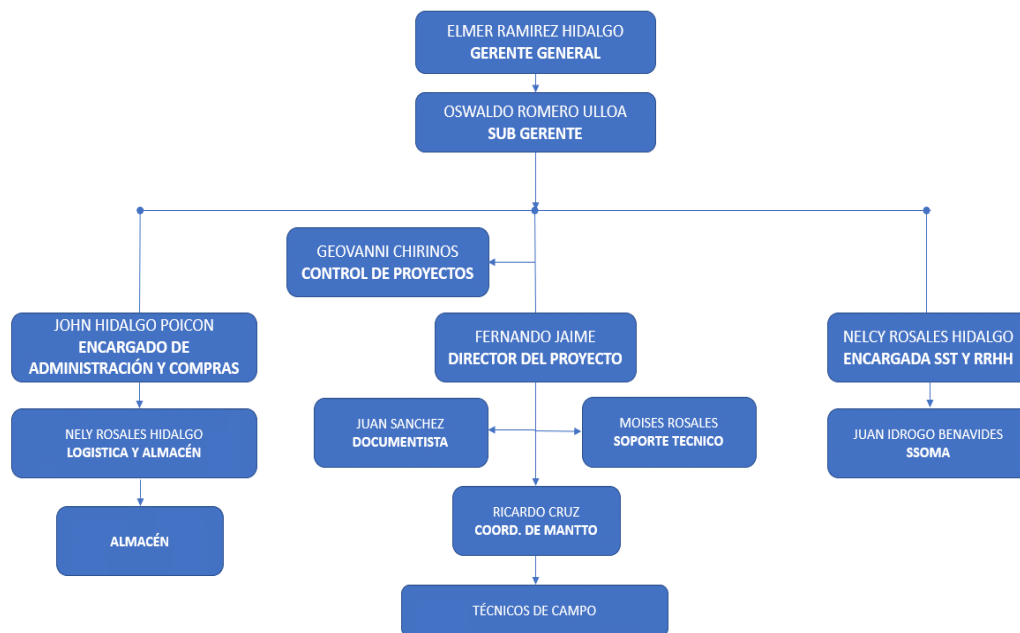 ELMER RAMIREZ HIDALGO
GERENTE GENERAL
OSWALDO ROMERO ULLOA
SUB GERENTE
GEOVANNI CHIRINOS
CONTROL DE PROYECTOS
JOHN HIDALGO POICON
ENCARGADO DE
ADMINISTRACIÓN Y COMPRAS
FERNANDO JAIME
DIRECTOR DEL PROYECTO
NELCY ROSALES HIDALGO
ENCARGADA SST Y RRHH
NELY ROSALES HIDALGO
LOGISTICA Y ALMACÉN
JUAN SANCHEZ
DOCUMENTISTA
MOISES ROSALES
SOPORTE TECNICO
JUAN IDROGO BENAVIDES
SSOMA
ALMACÉN
RICARDO CRUZ
COORD. DE MANTTO
TÉCNICOS DE CAMPO